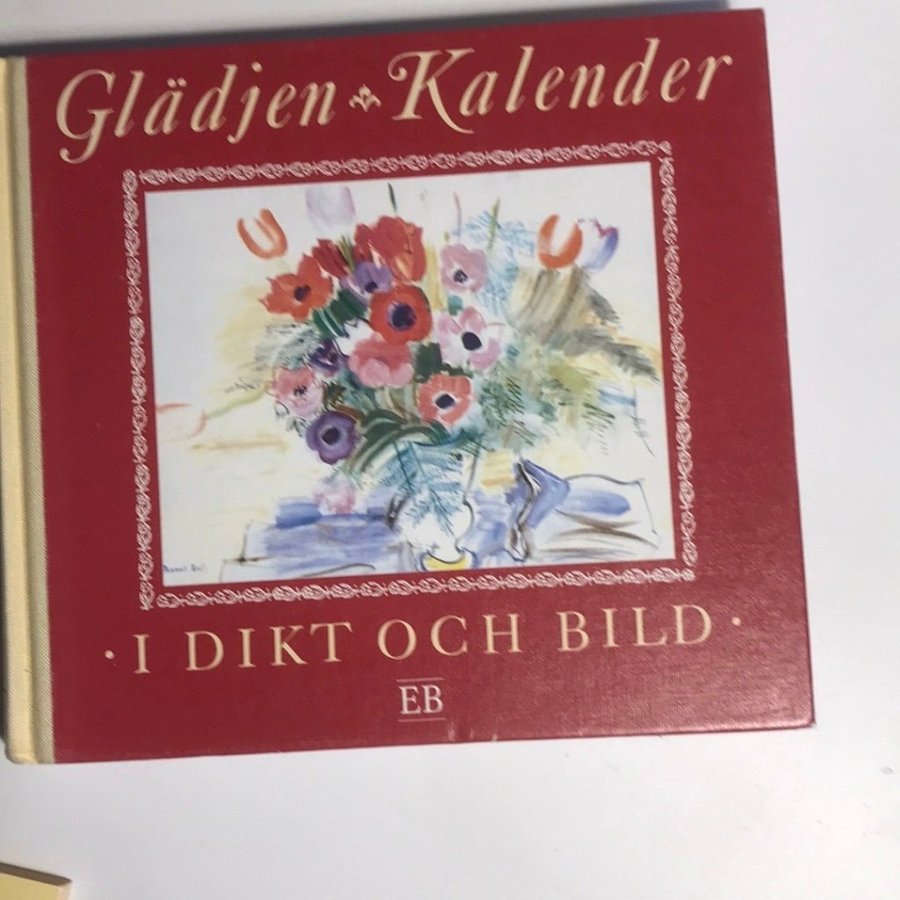 Glädjen Kalender
· I DIKT OCH BILD ·
EB